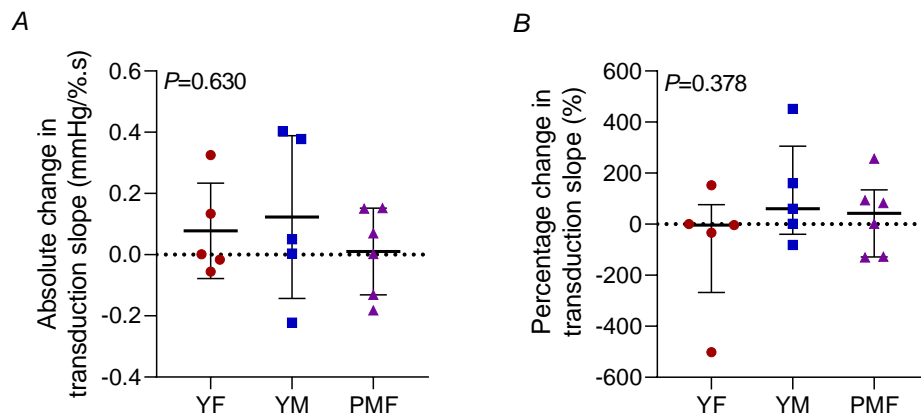 A
Absolute change in
transduction slope (mmHg/%.s)
0.6
0.4
0.2
0.0
-0.2
-0.4
P=0.630
YF
YM
PMF
B
Percentage change in
transduction slope (%)
600
400
200
0
-200
-400
-600
P=0.378
YF
YM
PMF